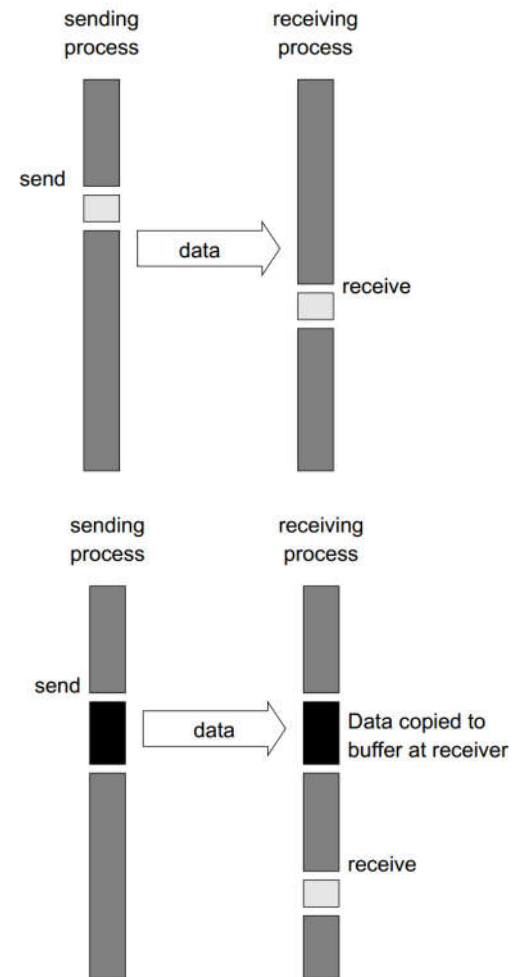 sending
process
receiving
process
send
data
receive
sending
process
receiving
process
send
data
Data copied to
buffer at receiver
receive